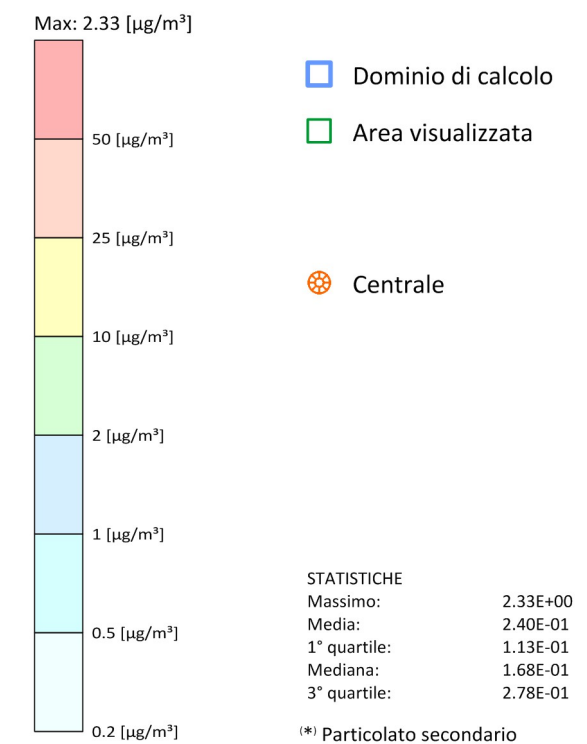 Max: 2.33 [µg/m³]
50 [µg/m³]
25 [µg/m³]
10 [µg/m³]
2 [µg/m³]
1 [µg/m³]
0.5 [µg/m³]
0.2 [µg/m³]
Dominio di calcolo
Area visualizzata
Centrale
STATISTICHE
Massimo: 2.33E+00
Media: 2.40E-01
1° quartile: 1.13E-01
Mediana: 1.68E-01
3° quartile: 2.78E-01
(*) Particolato secondario